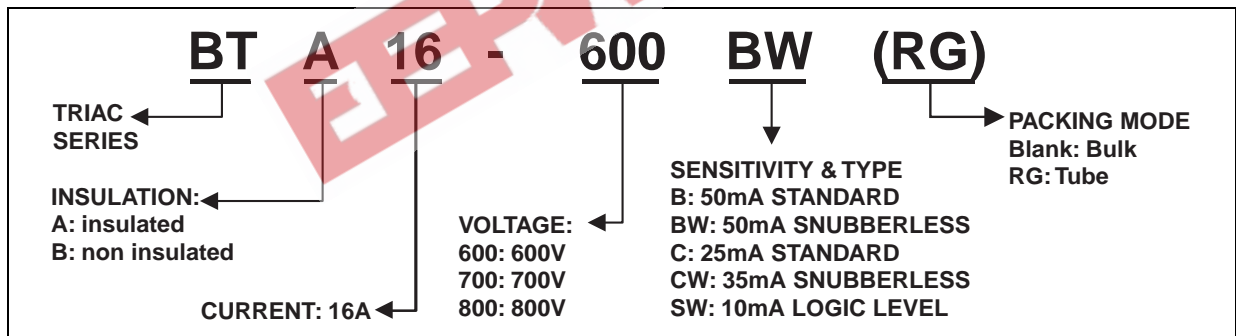 BT A 16 - 600 BW (RG)
TRIAC
SERIES
INSULATION:
A: insulated
B: non insulated
CURRENT: 16A
VOLTAGE:
600: 600V
700: 700V
800: 800V
SENSITIVITY & TYPE
B: 50mA STANDARD
BW: 50mA SNUBBERLESS
C: 25mA STANDARD
CW: 35mA SNUBBERLESS
SW: 10mA LOGIC LEVEL
PACKING MODE
Blank: Bulk
RG: Tube